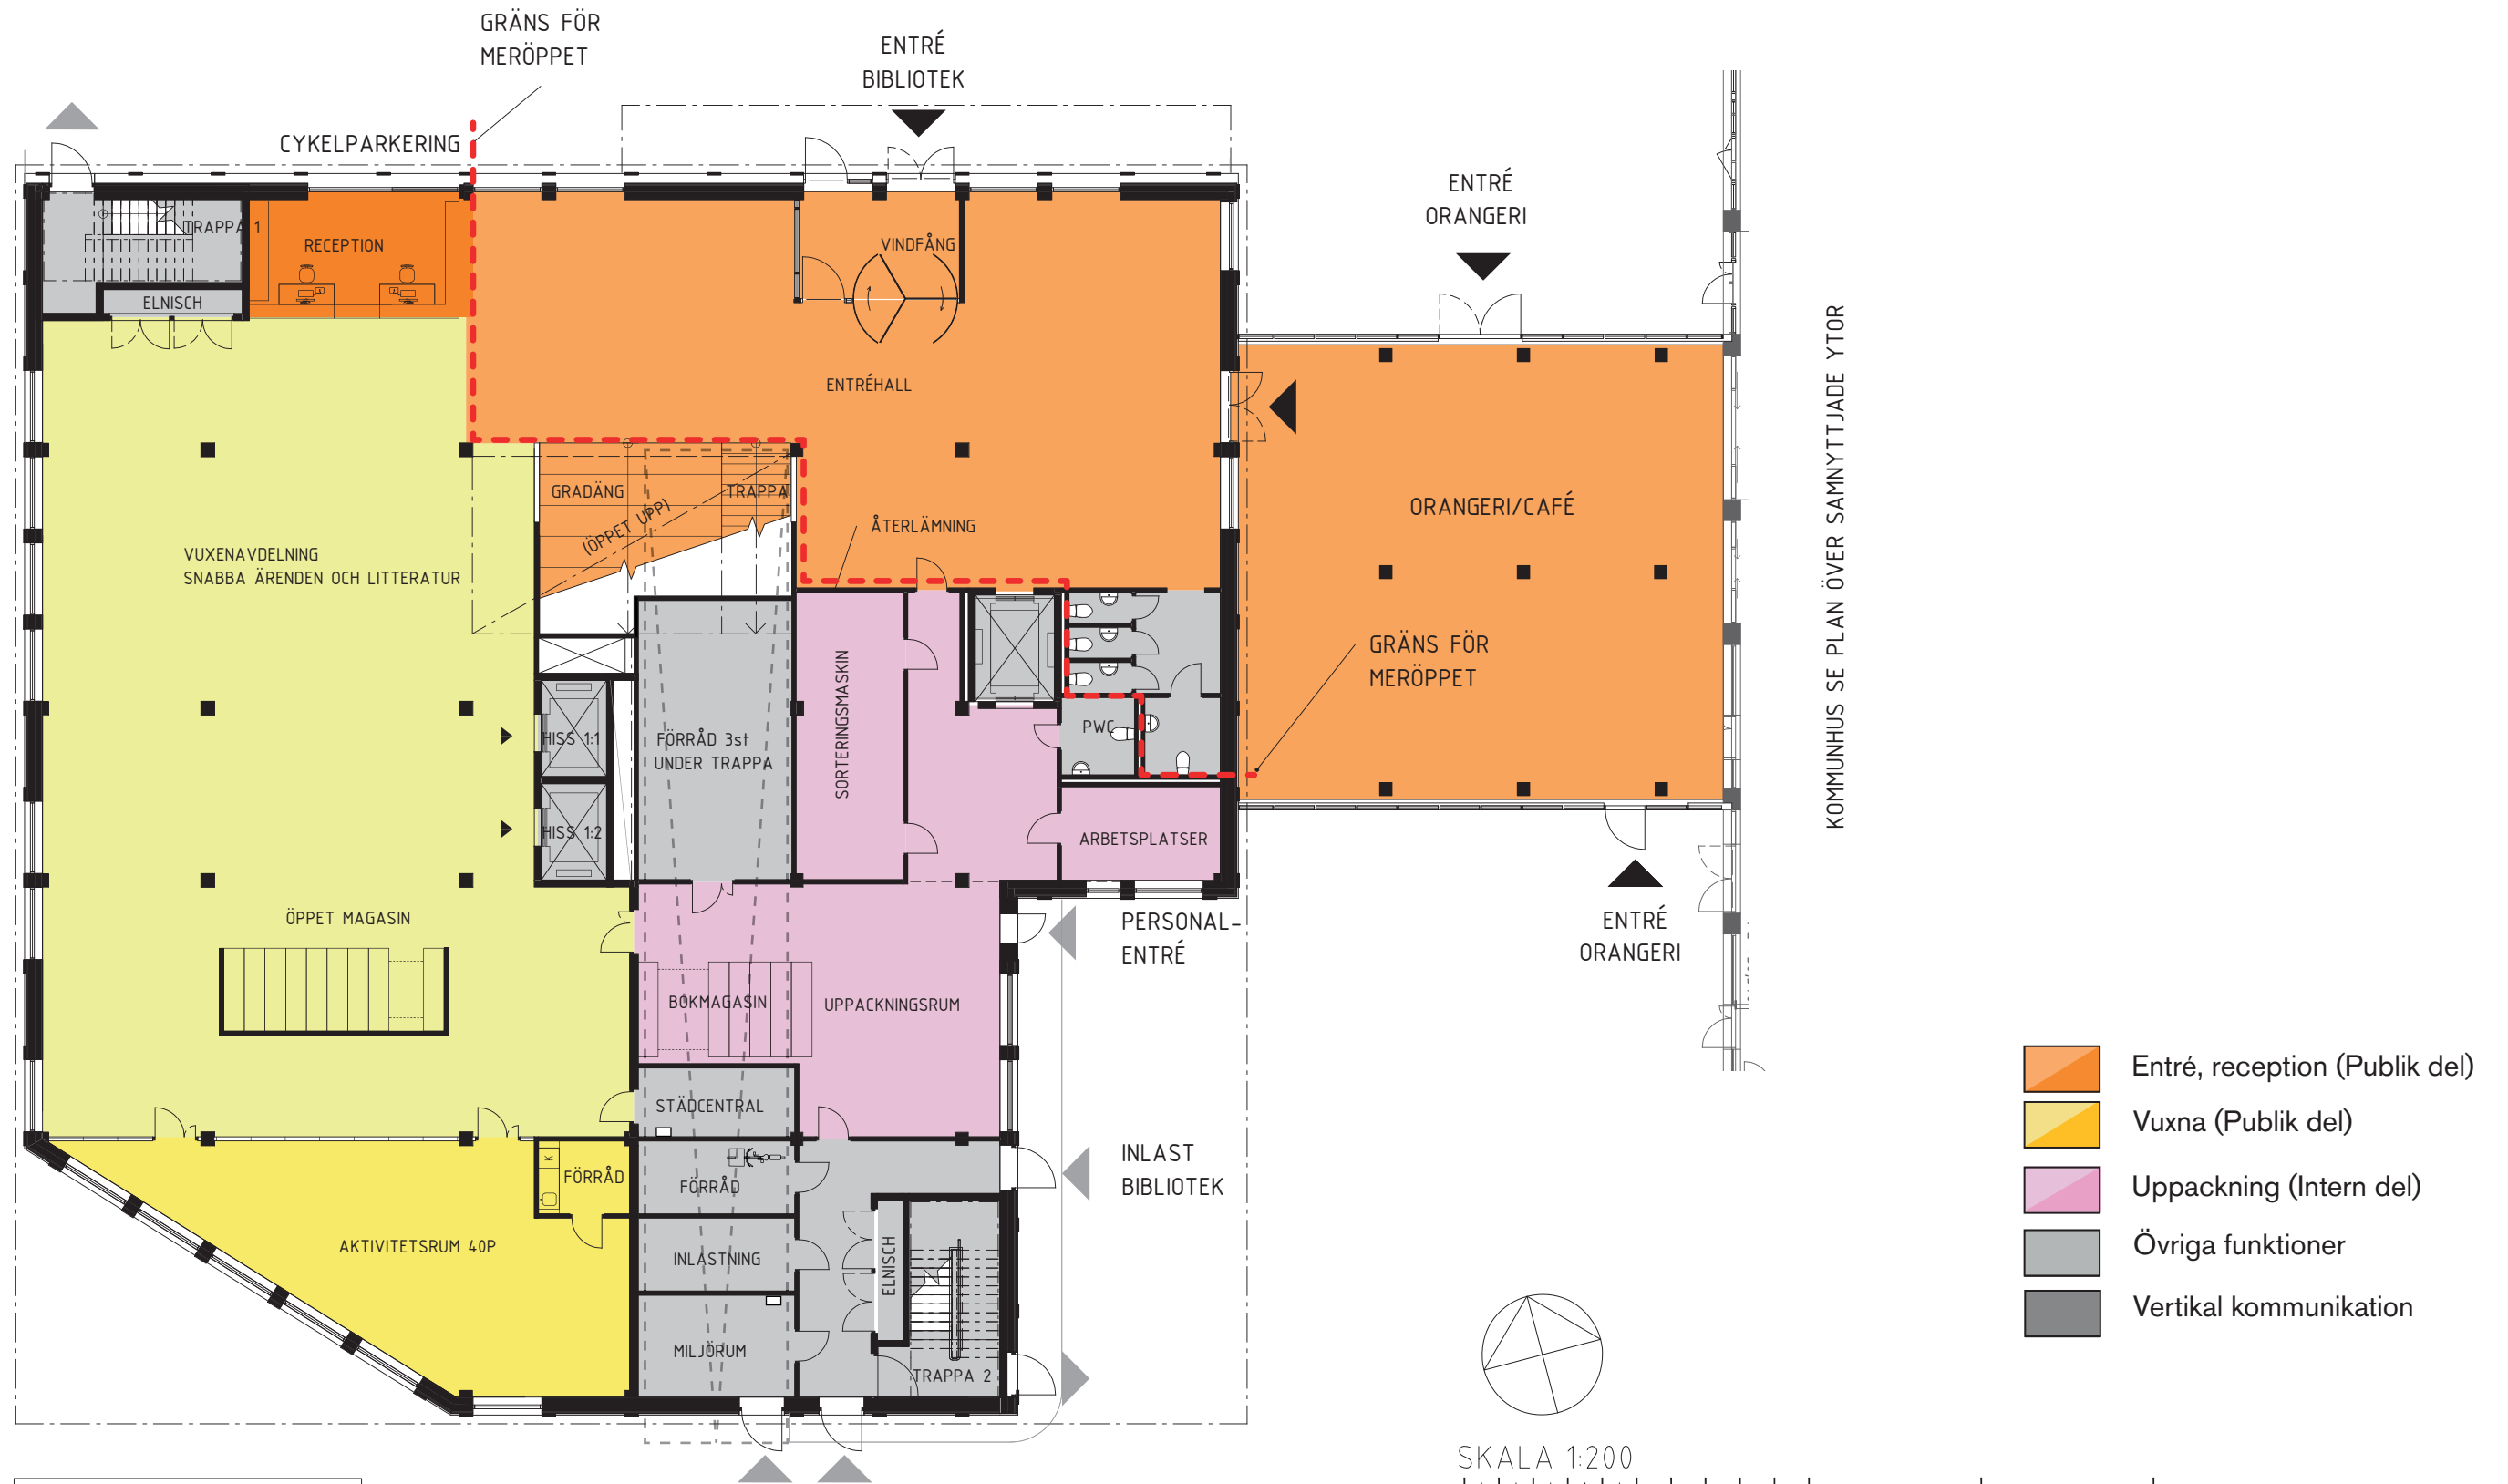 GRÄNS FÖR
MERÖPPET
ENTRÉ
BIBLIOTEK
CYKELPARKERING
ENTRÉ
ORANGERI
TRAPPA 1
RECEPTION
VINDFÅNG
ELNISCH
ENTRÉHALL
KOMMUNHUS SE PLAN ÖVER SAMNYTTJADE YTOR
GRADÄNG
TRAPPA
(ÖPPET UPP)
ÅTERLÄMNING
ORANGERI/CAFÉ
VUXENAVDELNING
SNABBA ÄRENDEN OCH LITTERATUR
GRÄNS FÖR
MERÖPPET
SORTERINGSMASKIN
PWC
HISS 1:1
FÖRRÅD 3st
UNDER TRAPPA
HISS 1:2
ARBETSPLATSER
ÖPPET MAGASIN
PERSONAL-
ENTRÉ
ENTRÉ
ORANGERI
BOKMAGASIN
UPPACKNINGSRUM
STÄDCENTRAL
INLAST
BIBLIOTEK
K
FÖRRÅD
FÖRRÅD
AKTIVITETSRUM 40P
INLASTNING
ELNISCH
MILJÖRUM
TRAPPA 2
Entré, reception (Publik del)
Vuxna (Publik del)
Uppackning (Intern del)
Övriga funktioner
Vertikal kommunikation
SKALA 1:200